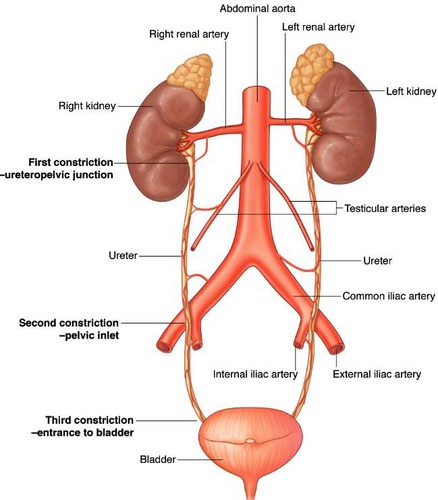 Abdominal aorta
Right renal artery
Left renal artery
Right kidney
Left kidney
First constriction
–ureteropelvic junction
Testicular arteries
Ureter
Ureter
Common iliac artery
Second constriction
–pelvic inlet
Internal iliac artery
External iliac artery
Third constriction
–entrance to bladder
Bladder